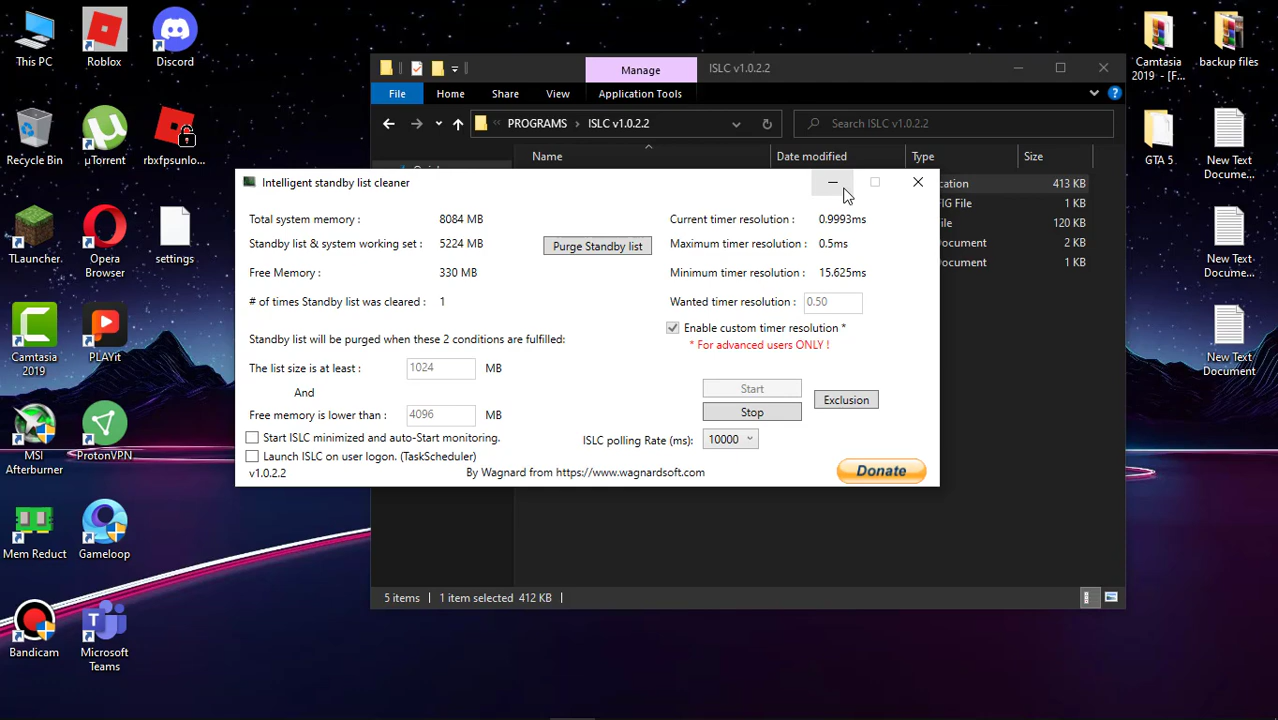 This PC
Roblox
Discord
Recycle Bin
µTorrent
rbxfpsunlo...
TLauncher.
Opera
Browser
settings
Camtasia
2019
PLAYit
MSI
Afterburner
ProtonVPN
Mem Reduct
Gameloop
Bandicam
Microsoft
Teams
Manage
ISLC v1.0.2.2
File
Home
Share
View
Application Tools
PROGRAMS
ISLC v1.0.2.2
Search ISLC v1.0.2.2
Name
Date modified
Type
Size
cation
413 KB
IG File
1 KB
file
120 KB
Document
2 KB
Document
1 KB
Intelligent standby list cleaner
Total system memory :
8084 MB
Standby list & system working set :
5224 MB
Purge Standby list
Free Memory :
330 MB
# of times Standby list was cleared :
1
Standby list will be purged when these 2 conditions are fulfilled:
The list size is at least :
1024
MB
And
Free memory is lower than :
4096
MB
Start ISLC minimized and auto-Start monitoring.
Launch ISLC on user logon. (TaskScheduler)
v1.0.2.2
By Wagnard from https://www.wagnardsoft.com
Current timer resolution :
0.9993ms
Maximum timer resolution :
0.5ms
Minimum timer resolution :
15.625ms
Wanted timer resolution :
0.50
Enable custom timer resolution *
* For advanced users ONLY !
Start
Stop
Exclusion
ISLC polling Rate (ms):
10000
Donate
5 items
1 item selected 412 KB
Camtasia
2019 - [F...
backup files
GTA 5
New Text
Docume...
New Text
Docume...
New Text
Docume...